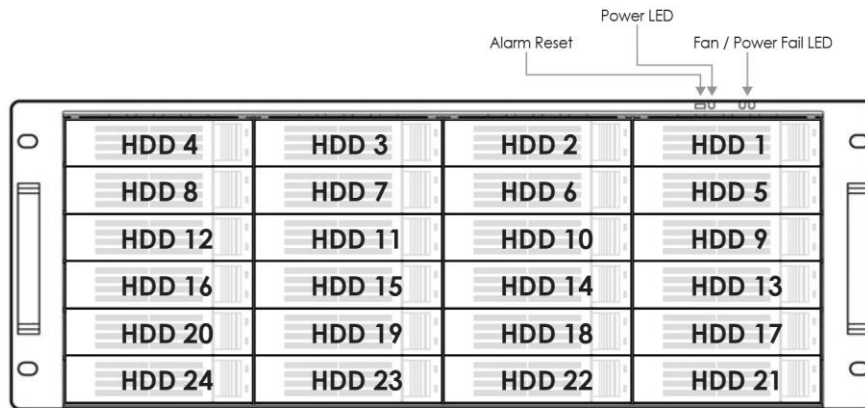 Power LED
Alarm Reset Fan / Power Fail LED
HDD 4 HDD 3 HDD 2 HDD 1
HDD 8 HDD 7 HDD 6 HDD 5
HDD 12 HDD 11 HDD 10 HDD 9
HDD 16 HDD 15 HDD 14 HDD 13
HDD 20 HDD 19 HDD 18 HDD 17
HDD 24 HDD 23 HDD 22 HDD 21